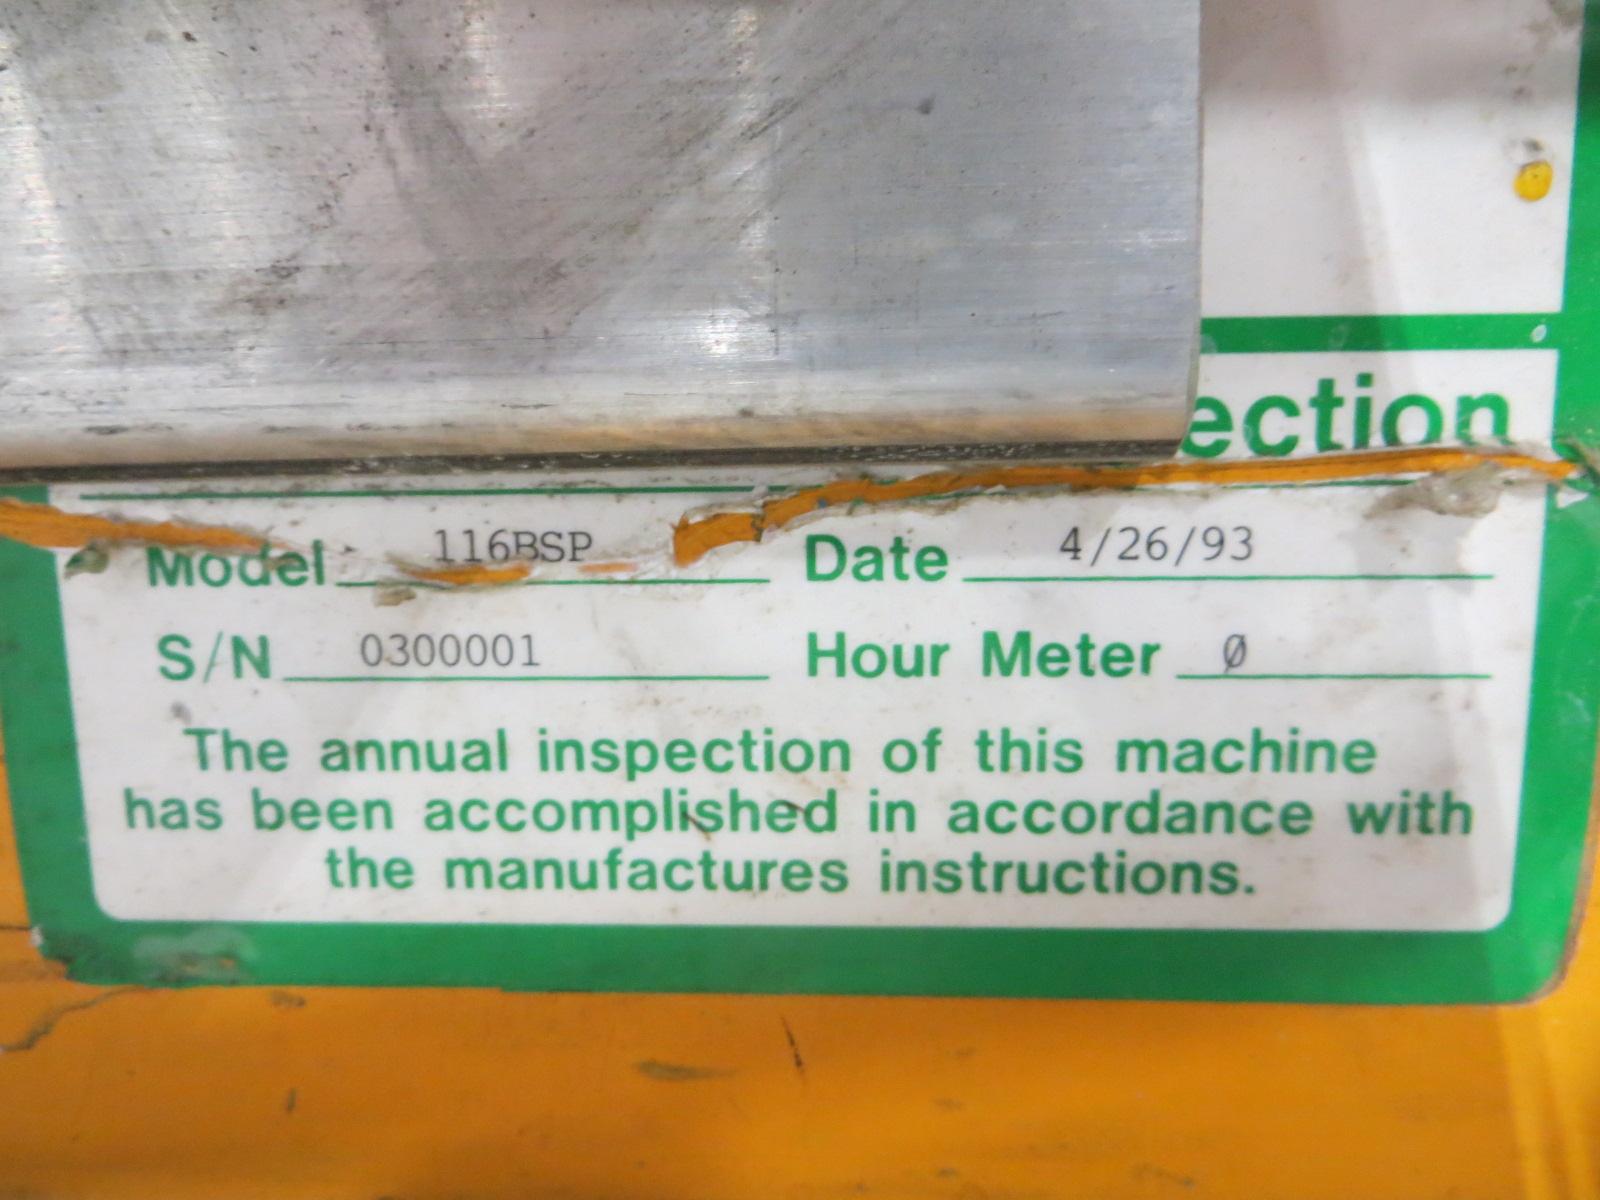 ection
Model 116BSP Date 4/26/93
S/N 0300001 Hour Meter Ø
The annual inspection of this machine
has been accomplished in accordance with
the manufactures instructions.